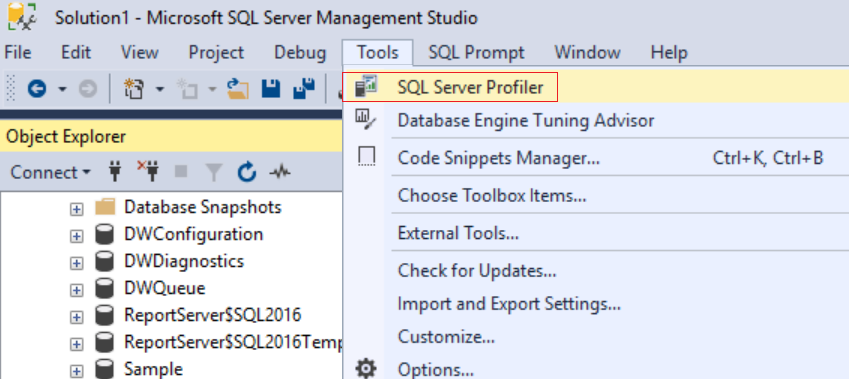 Solution1 - Microsoft SQL Server Management Studio
File Edit View Project Debug Tools SQL Prompt Window Help
SQL Server Profiler
Database Engine Tuning Advisor
Code Snippets Manager... Ctrl+K, Ctrl+B
Choose Toolbox Items...
External Tools...
Check for Updates...
Import and Export Settings...
Customize...
Options...
Object Explorer
Connect
Database Snapshots
DWConfiguration
DWDiagnostics
DWQueue
ReportServer$SQL2016
ReportServer$SQL2016Temp
Sample